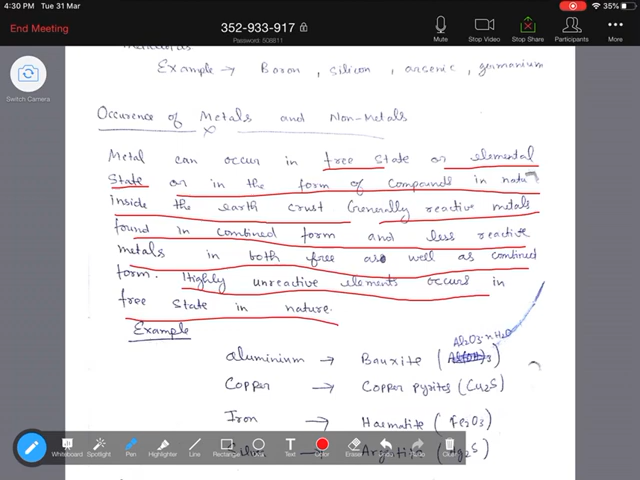 4:30 PM Tue 31 Mar
35%
End Meeting
352-933-917
Mute
Stop Video
Stop Share
Participants
More
Switch Camera
Example → Boron , silicon , arsenic , germanium
Occurence of Metals and Non-Metals
Metal can occur in free State or elemental
State or in the form of Compounds in
inside the earth crust Generally reactive metals
found in combined form and less reactive
metals in both free as well as combined
form. Highly unreactive elements occurs in
free State in nature.
Example
Al2O3·nH2O
Aluminium → Bauxite
Copper → Copper pyrites (Cu2S)
Iron → Haematite (Fe2O3)
Whiteboard
Spotlight
Pen
Highlighter
Line
Text
Color
Eraser
Undo